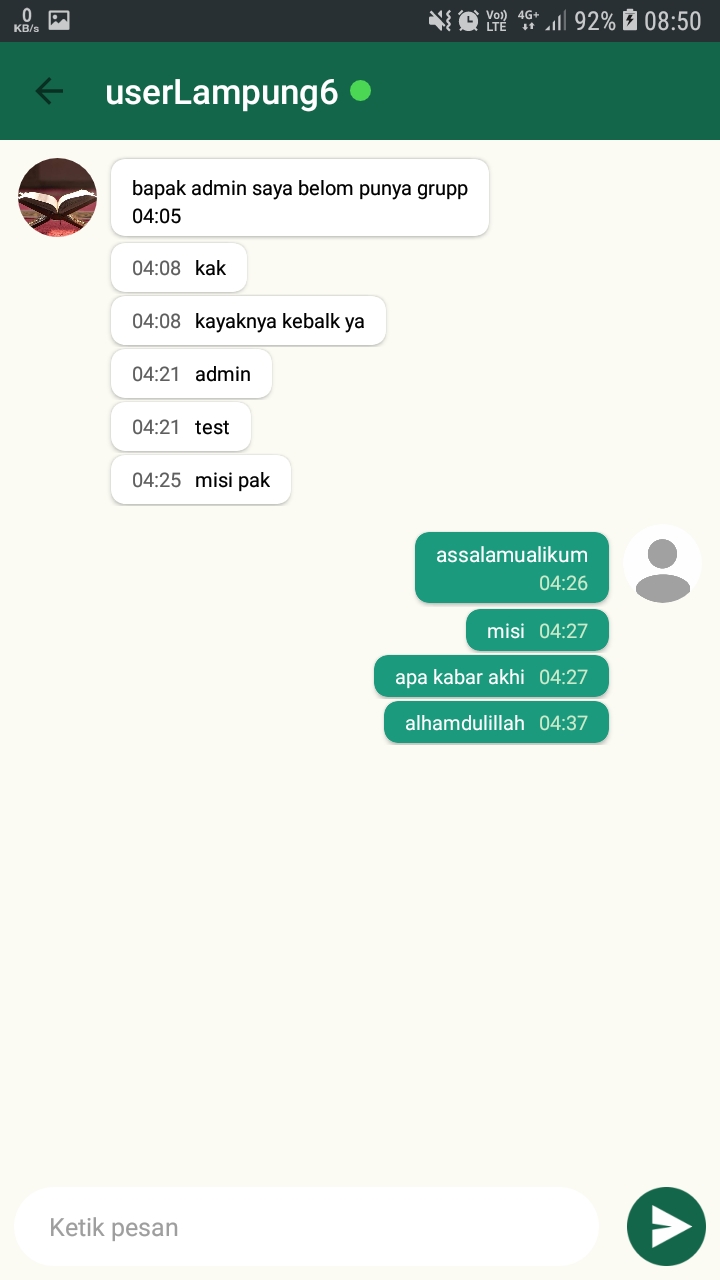 0
KB/s
Vo))
LTE
4G+
92%
08:50
userLampung6
bapak admin saya belom punya grupp
04:05
04:08 kak
04:08 kayaknya kebalk ya
04:21 admin
04:21 test
04:25 misi pak
assalamualikum
04:26
misi 04:27
apa kabar akhi 04:27
alhamdulillah 04:37
Ketik pesan